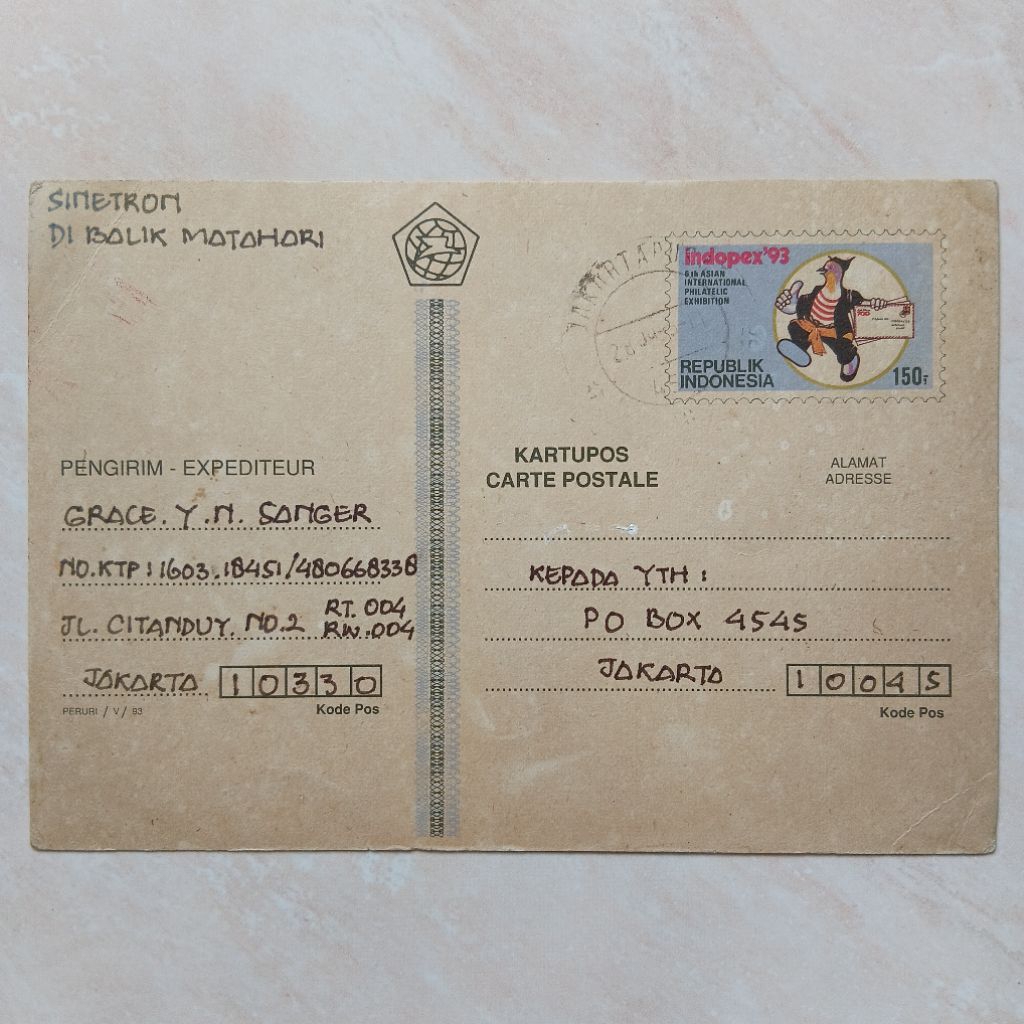 SINETRON
DI BALIK MATAHARI
indopex'93
6th ASIAN
INTERNATIONAL
PHILATELIC
EXHIBITION
REPUBLIK
INDONESIA
150,-
PENGIRIM - EXPEDITEUR
GRACE. Y.N. SANGER
NO.KTP : 1603.18451/480668338
JL. CITANDUY. NO.2 RT. 004
RW.004
JAKARTA 10330
PERURI / V / 93
Kode Pos
KARTUPOS
CARTE POSTALE
ALAMAT
ADRESSE
KEPADA YTH :
PO BOX 4545
JAKARTA 10045
Kode Pos